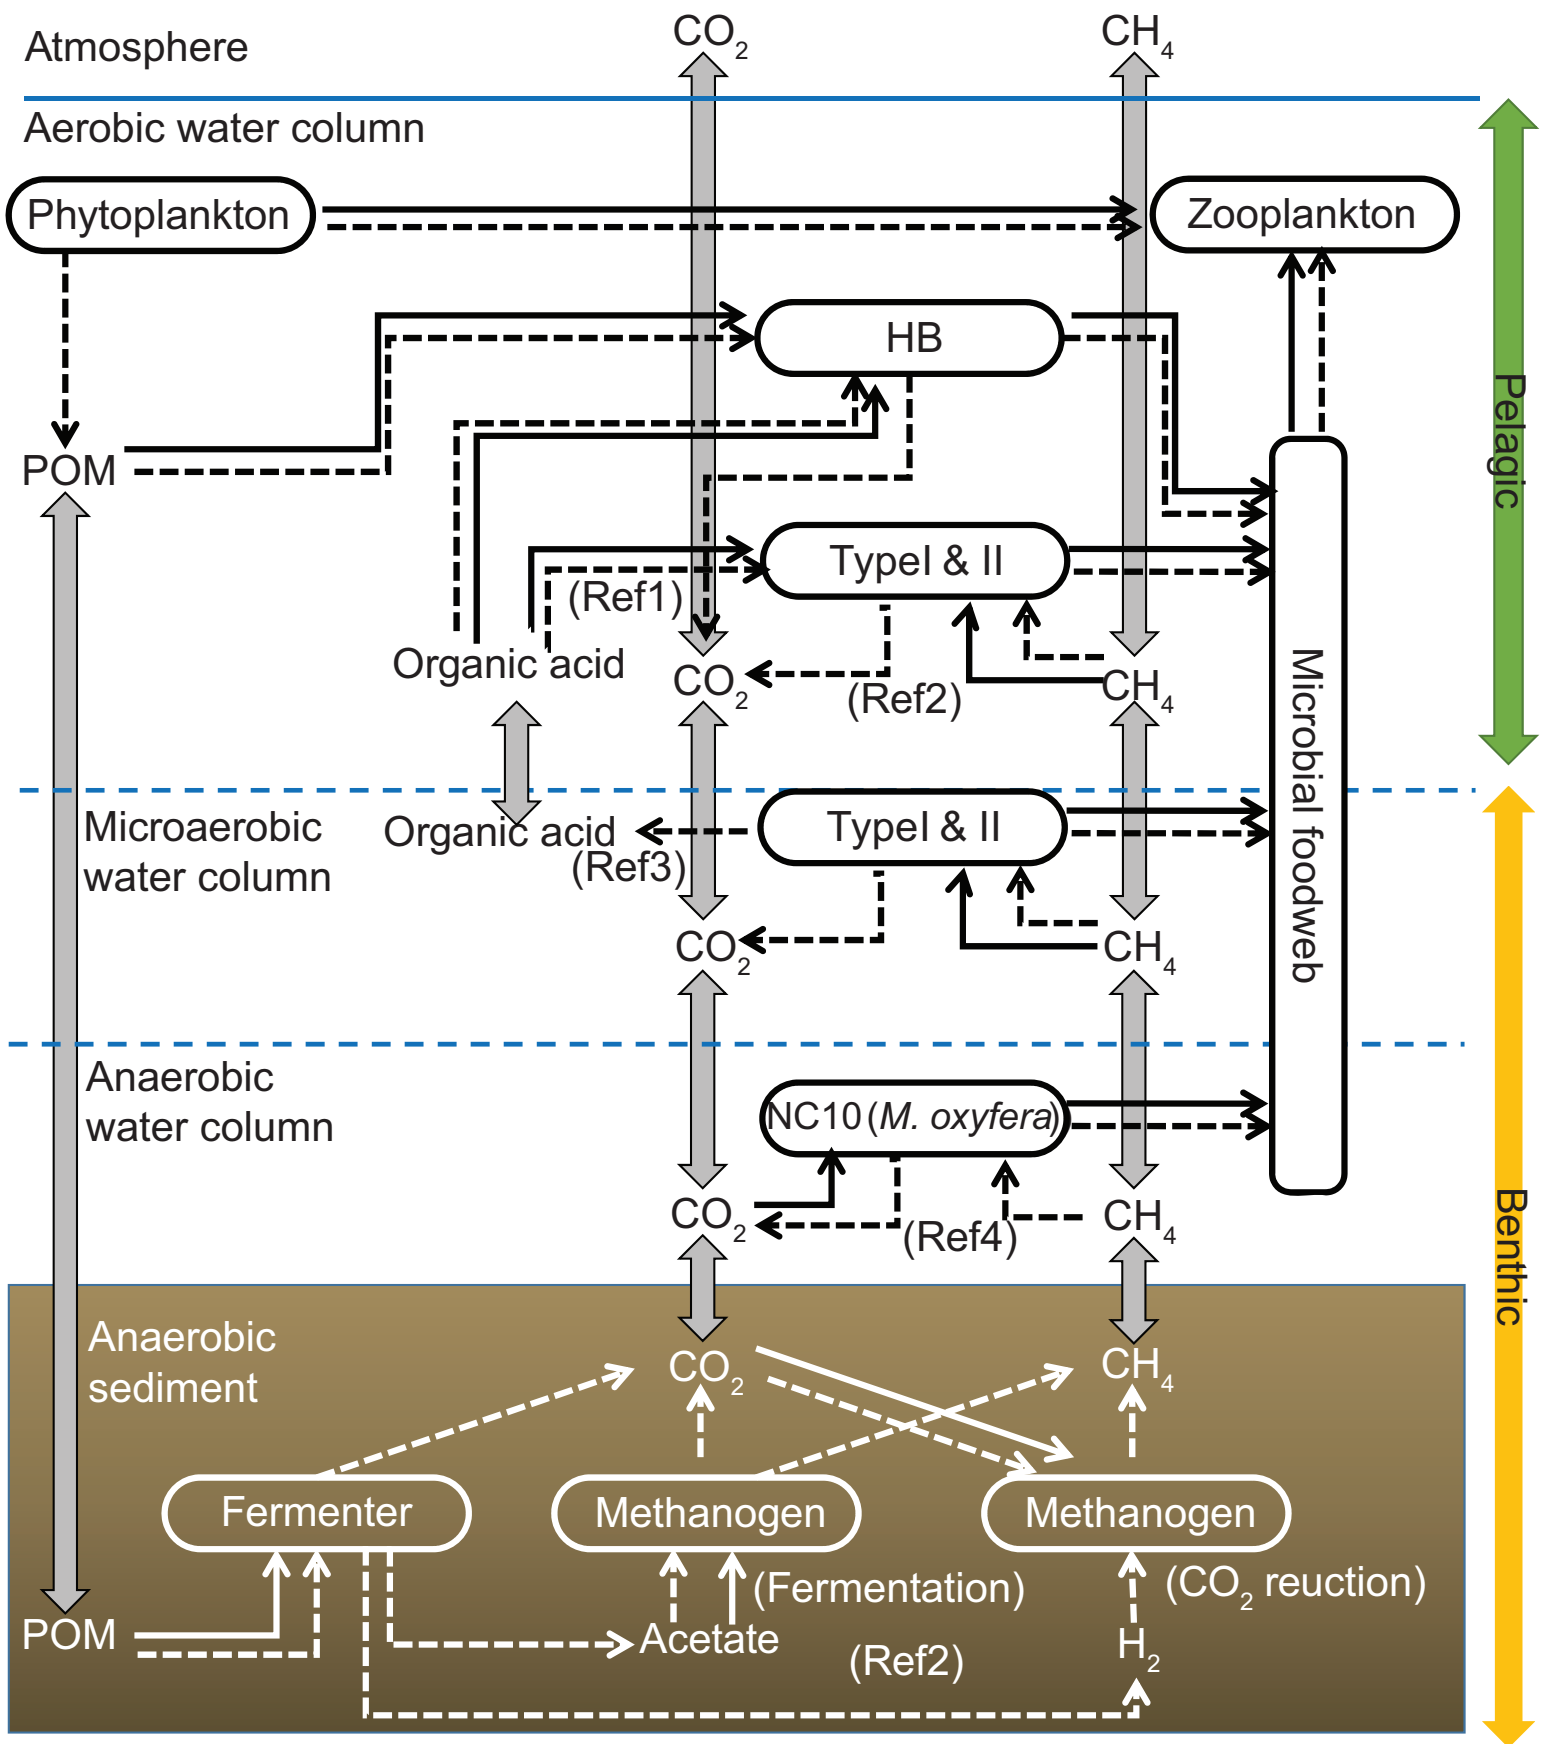 CO2
CH4
Atmosphere
Aerobic water column
Phytoplankton
Zooplankton
HB
Pelagic
POM
TypeI & II
(Ref1)
Organic acid
CO2
(Ref2)
CH4
Microbial foodweb
Microaerobic
water column
Organic acid
(Ref3)
TypeI & II
CO2
CH4
Anaerobic
water column
NC10 (M. oxyfera)
CO2
(Ref4)
CH4
Benthic
Anaerobic
sediment
CO2
CH4
Fermenter
Methanogen
Methanogen
(Fermentation)
(CO2 reuction)
POM
Acetate
(Ref2)
H2